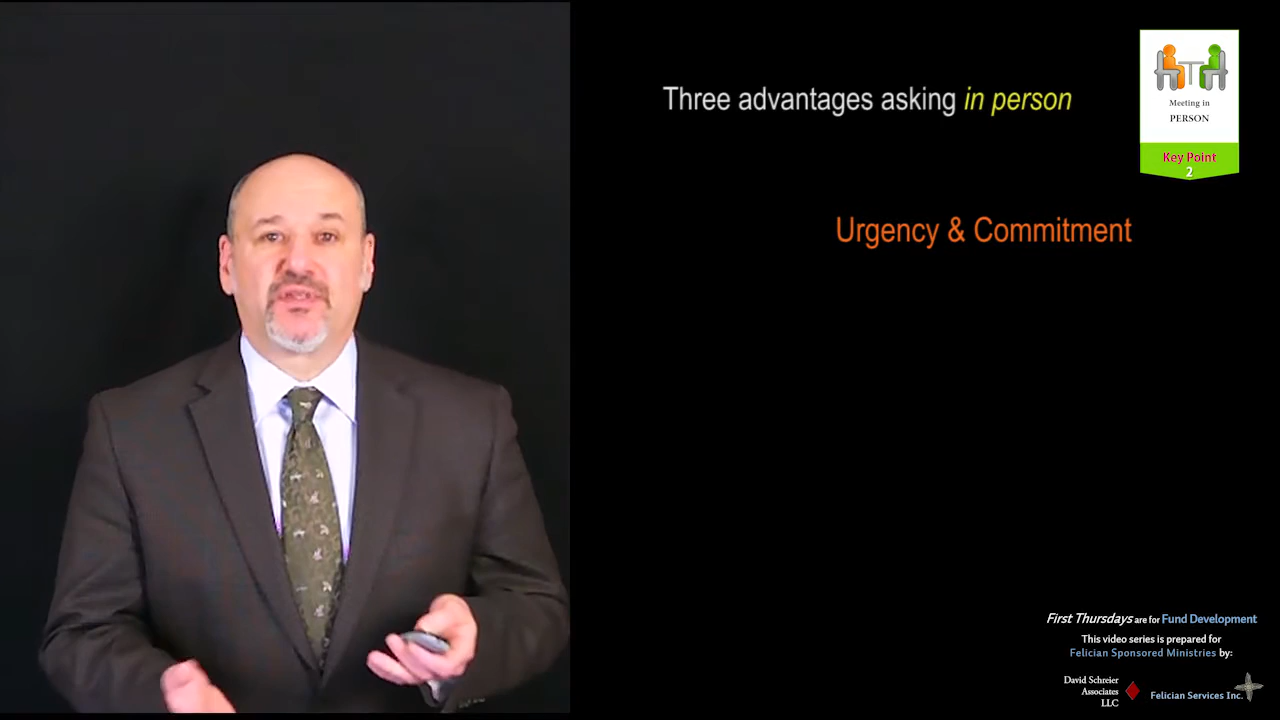 Three advantages asking in person
Meeting in
PERSON
Key Point
2
Urgency & Commitment
First Thursdays are for Fund Development
This video series is prepared for
Felician Sponsored Ministries by:
David Schreier
Associates
LLC
Felician Services Inc.